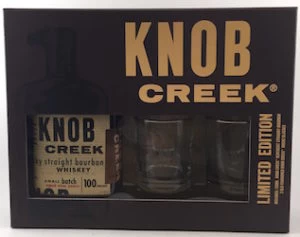 KNOB
CREEK®
KNOB
CREEK
ky straight bourbon
WHISKEY
SMALL batch
100
LIMITED EDITION